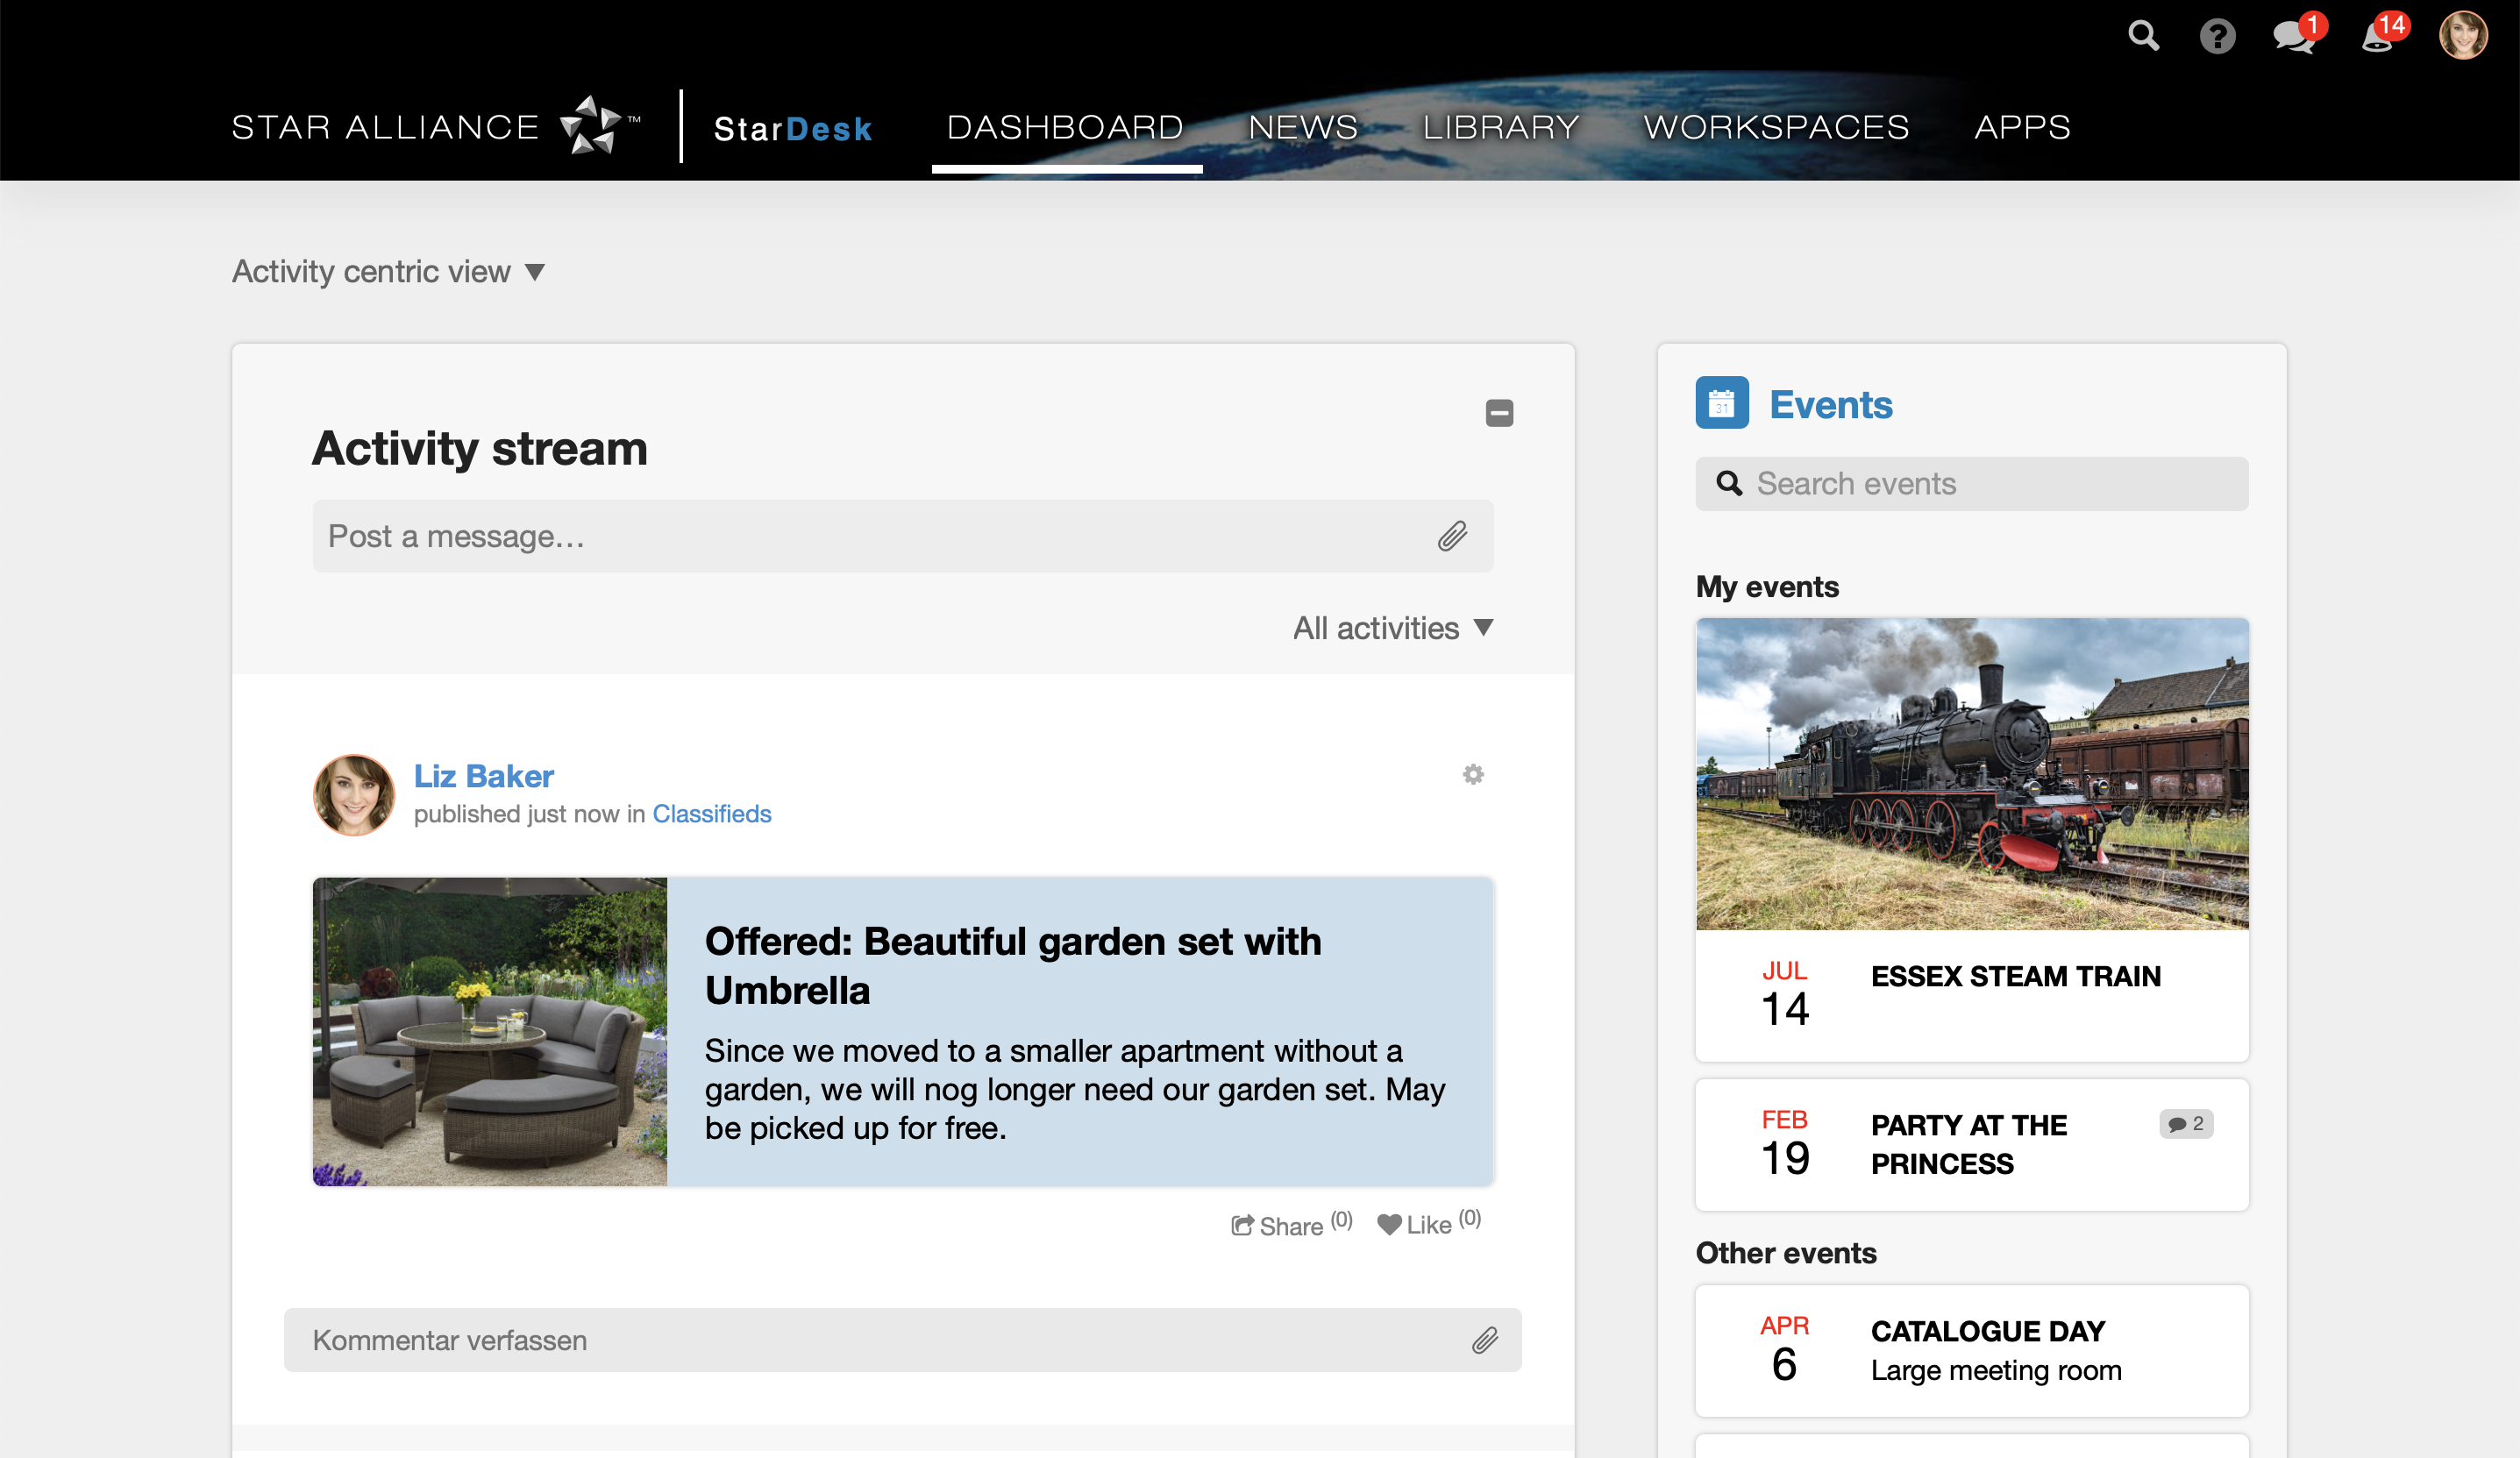 1
14
STAR ALLIANCE ™
StarDesk
DASHBOARD
NEWS
LIBRARY
WORKSPACES
APPS
Activity centric view ▼
Activity stream
Post a message…
All activities ▼
Liz Baker
published just now in Classifieds
Offered: Beautiful garden set with
Umbrella
Since we moved to a smaller apartment without a
garden, we will nog longer need our garden set. May
be picked up for free.
Share (0)
Like (0)
Kommentar verfassen
31
Events
Search events
My events
JUL
14
ESSEX STEAM TRAIN
FEB
19
PARTY AT THE
PRINCESS
2
Other events
APR
6
CATALOGUE DAY
Large meeting room